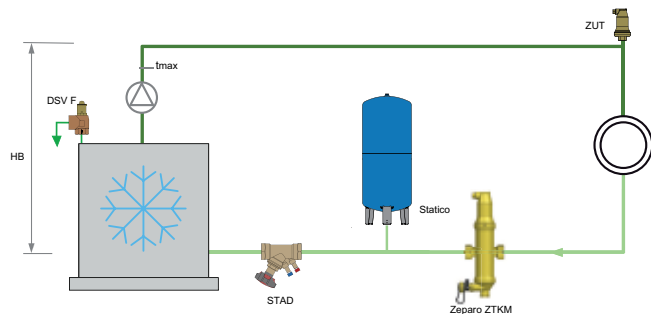 ZUT
tmax
DSV F
HB
Statico
STAD
Zeparo ZTKM